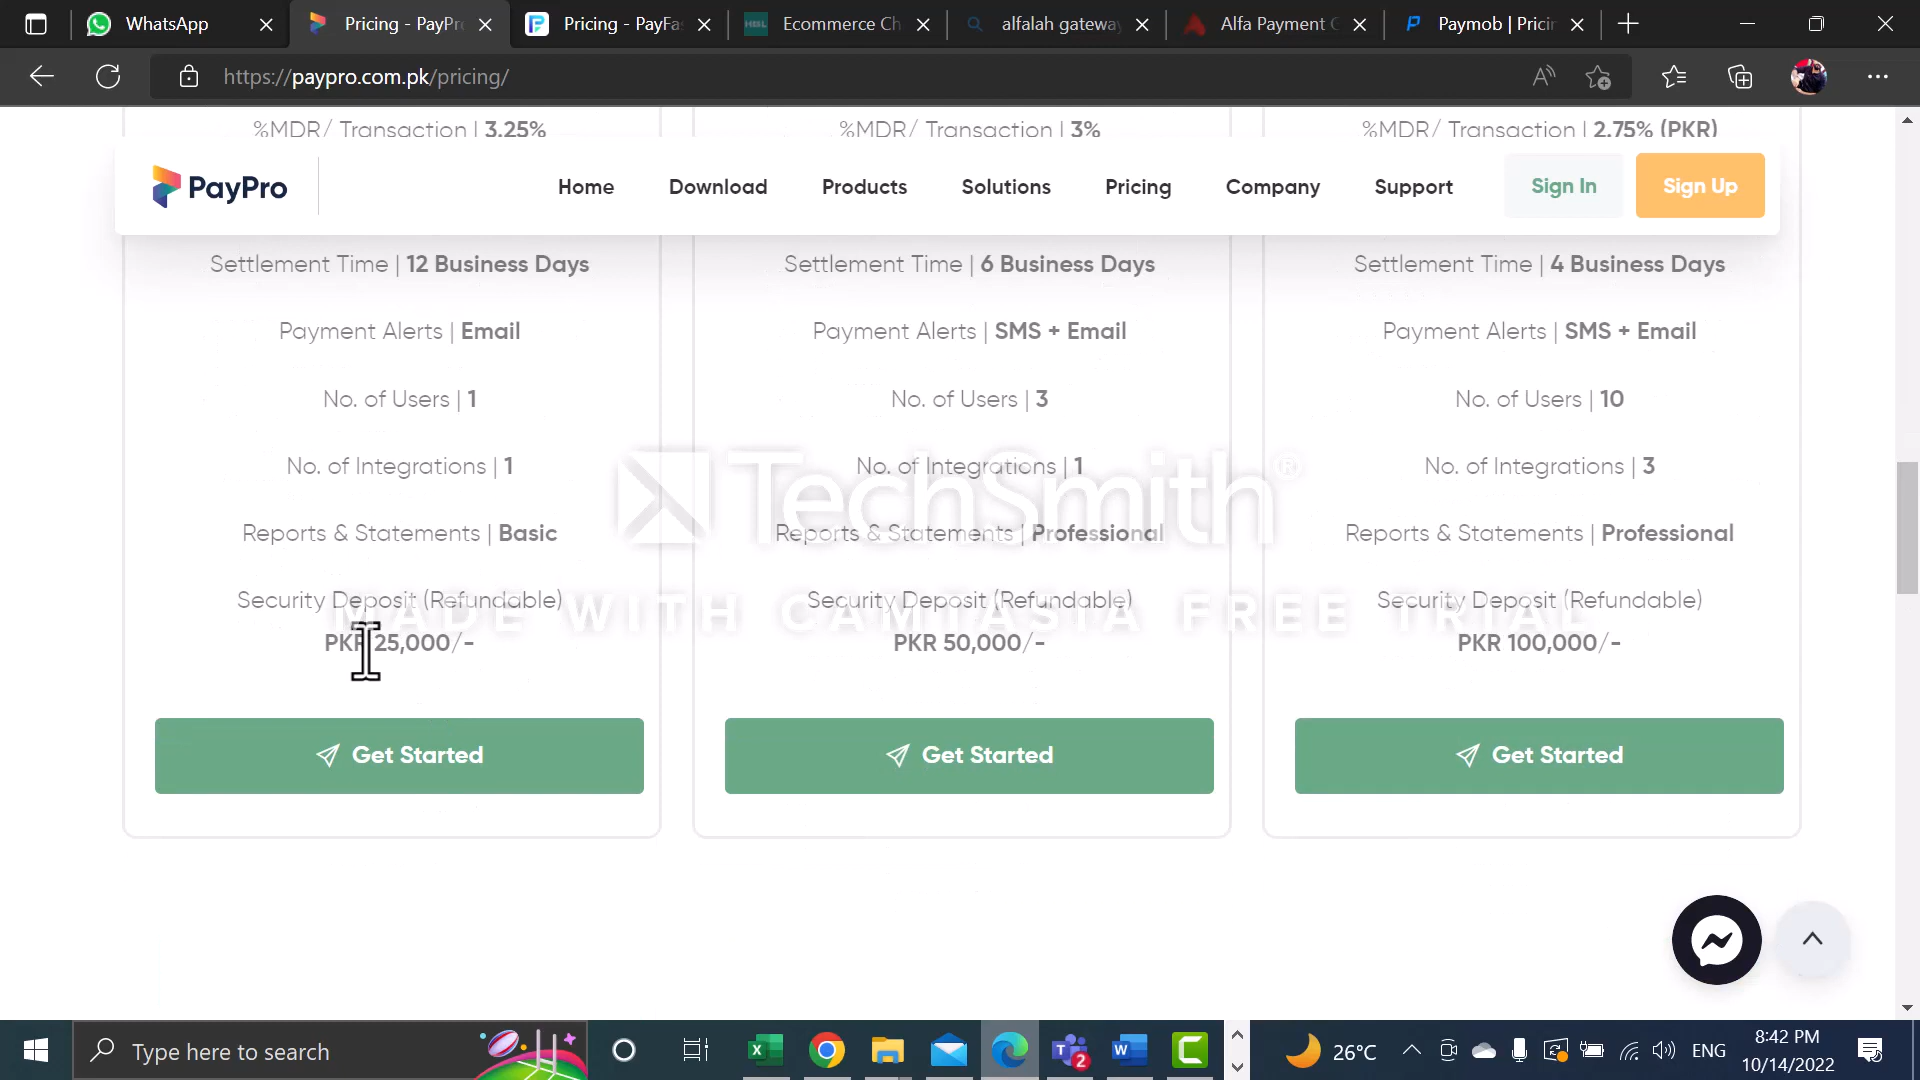 WhatsApp
Pricing - PayPro
Pricing - PayFas
Ecommerce Ch
alfalah gateway
Alfa Payment G
Paymob | Pricin
https://paypro.com.pk/pricing/
%MDR/ Transaction | 3.25%
%MDR/ Transaction | 3%
%MDR/ Transaction | 2.75% (PKR)
PayPro
Home
Download
Products
Solutions
Pricing
Company
Support
Sign In
Sign Up
Settlement Time | 12 Business Days
Payment Alerts | Email
No. of Users | 1
No. of Integrations | 1
Reports & Statements | Basic
Security Deposit (Refundable)
PKR 25,000/-
Get Started
Settlement Time | 6 Business Days
Payment Alerts | SMS + Email
No. of Users | 3
No. of Integrations | 1
Reports & Statements | Professional
Security Deposit (Refundable)
PKR 50,000/-
Get Started
Settlement Time | 4 Business Days
Payment Alerts | SMS + Email
No. of Users | 10
No. of Integrations | 3
Reports & Statements | Professional
Security Deposit (Refundable)
PKR 100,000/-
Get Started
TechSmith®
MADE WITH CAMTASIA FREE TRIAL
Type here to search
2
26°C
ENG
8:42 PM
10/14/2022